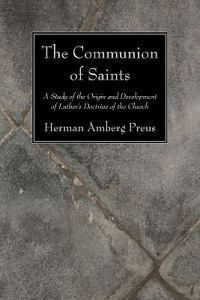 The Communion
of Saints
A Study of the Origin and Development
of Luther's Doctrine of the Church
Herman Amberg Preus